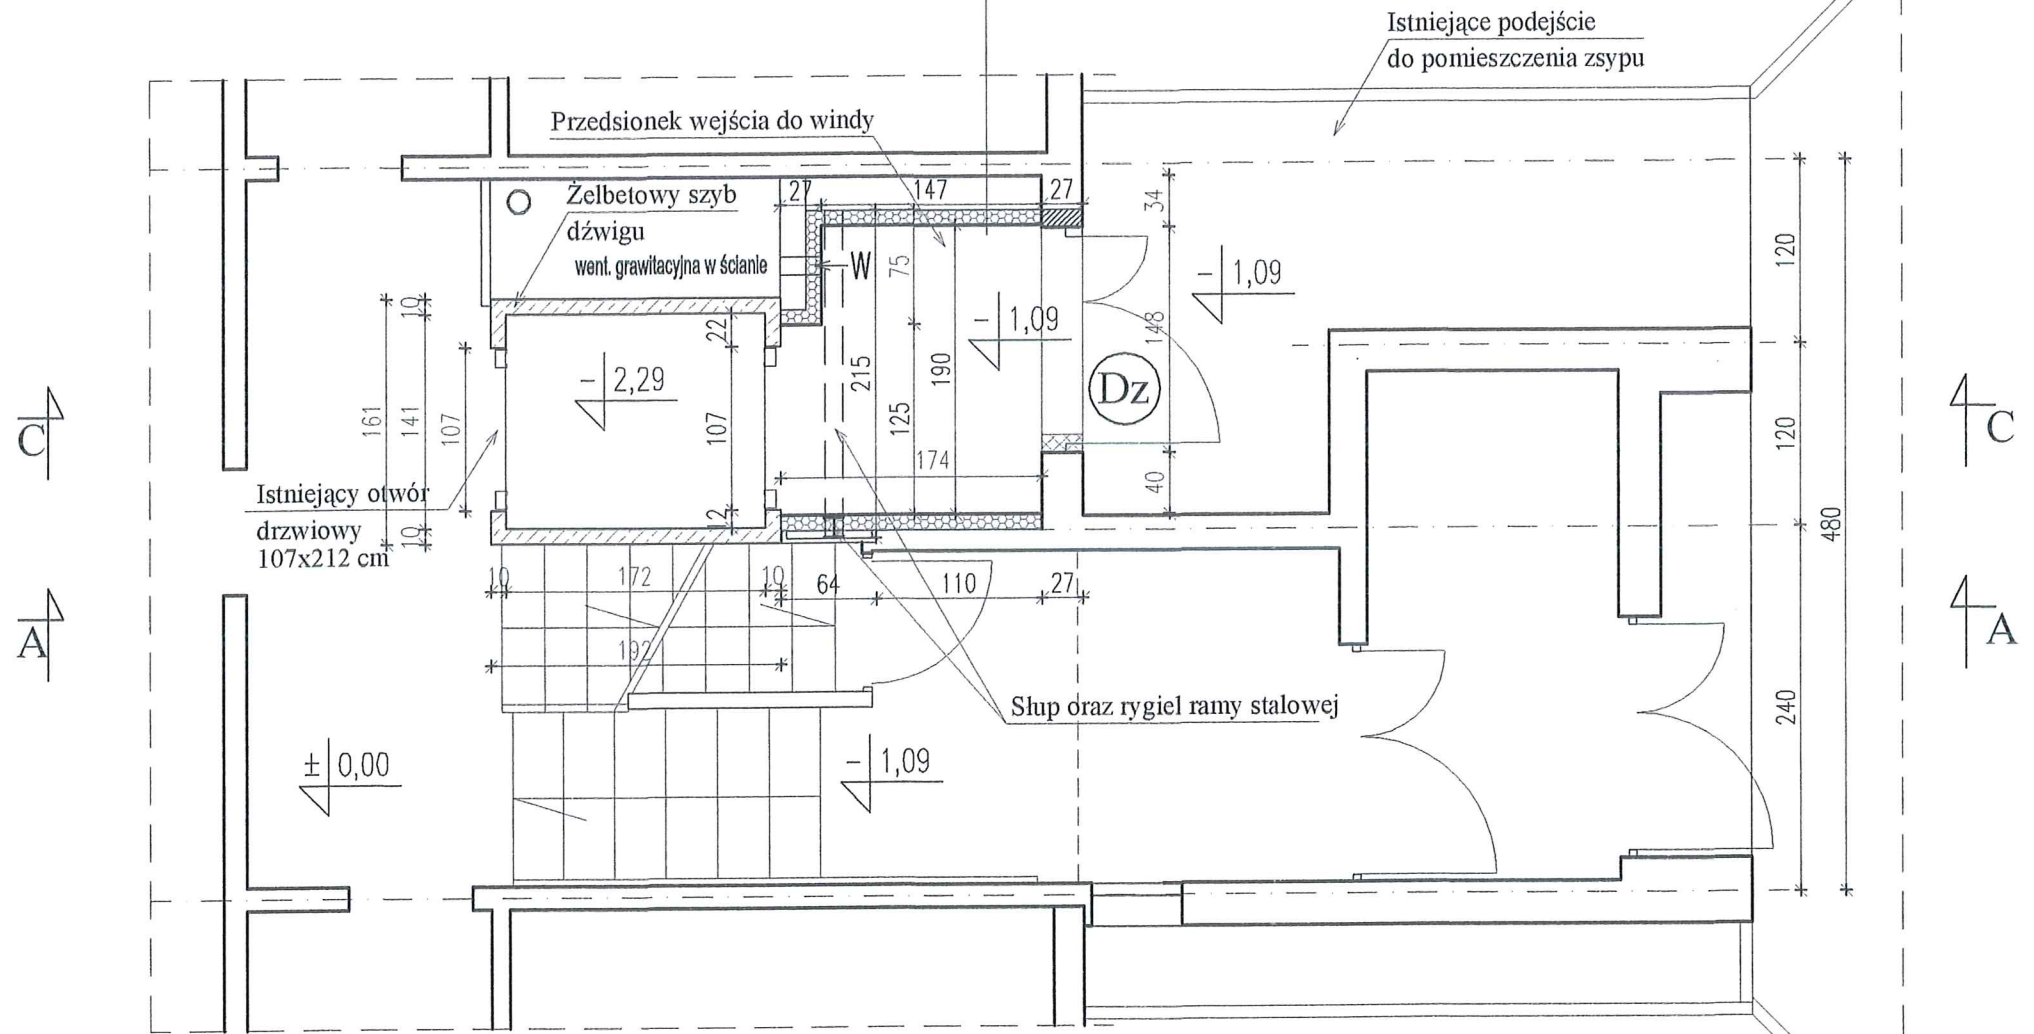 Istniejące podejście
do pomieszczenia zsypu
Przedsionek wejścia do windy
Żelbetowy szyb
dźwigu
went. grawitacyjna w ścianie
W
27
147
27
34
75
22
215
190
125
148
174
40
12
107
161
141
107
10
10
- 1,09
- 1,09
- 2,29
Dz
120
120
480
240
C
C
Istniejący otwór
drzwiowy
107x212 cm
A
A
10
172
10
64
110
27
192
Słup oraz rygiel ramy stalowej
± 0,00
- 1,09